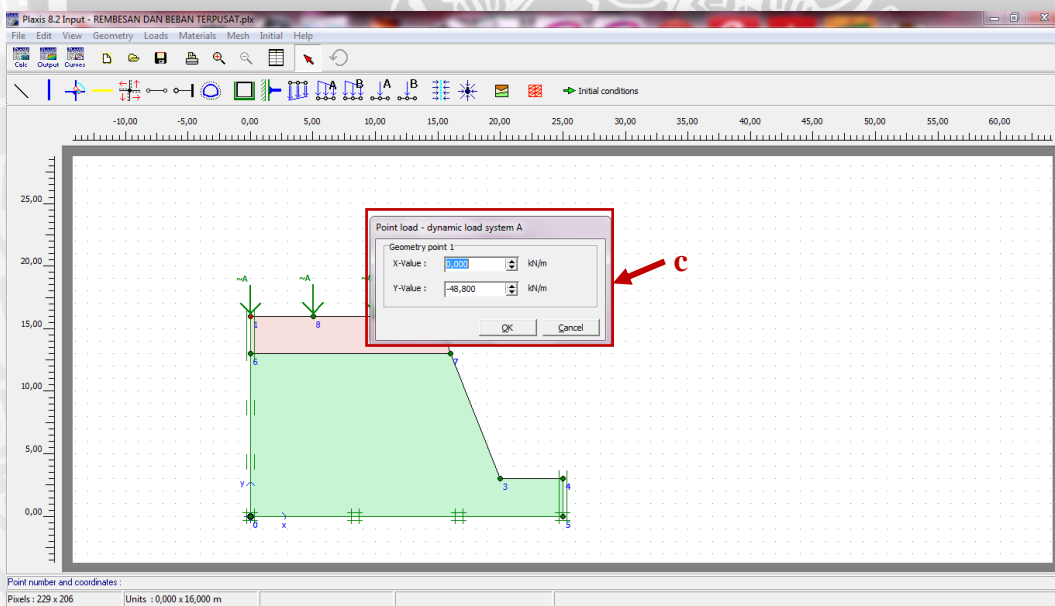 Plaxis 8.2 Input - REMBESAN DAN BEBAN TERPUSAT.plx
File Edit View Geometry Loads Materials Mesh Initial Help
Calc Output Curves
A B A B Initial conditions
-10,00 -5,00 0,00 5,00 10,00 15,00 20,00 25,00 30,00 35,00 40,00 45,00 50,00 55,00 60,00
25,00
20,00
15,00
10,00
5,00
0,00
Point load - dynamic load system A
Geometry point 1
X-Value : 0,000 kN/m
Y-Value : -48,800 kN/m
OK Cancel
c
~A ~A
1 8
6 7
3 4
y
0 x 5
Point number and coordinates :
Pixels : 229 x 206 Units : 0,000 x 16,000 m